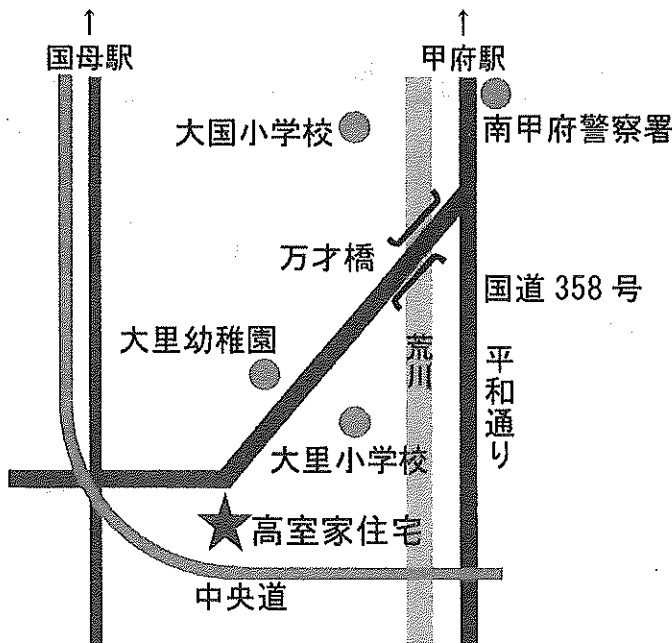 ↑
国母駅
↑
甲府駅
大国小学校
南甲府警察署
万才橋
国道 358 号
大里幼稚園
荒川
平和通り
大里小学校
高室家住宅
中央道